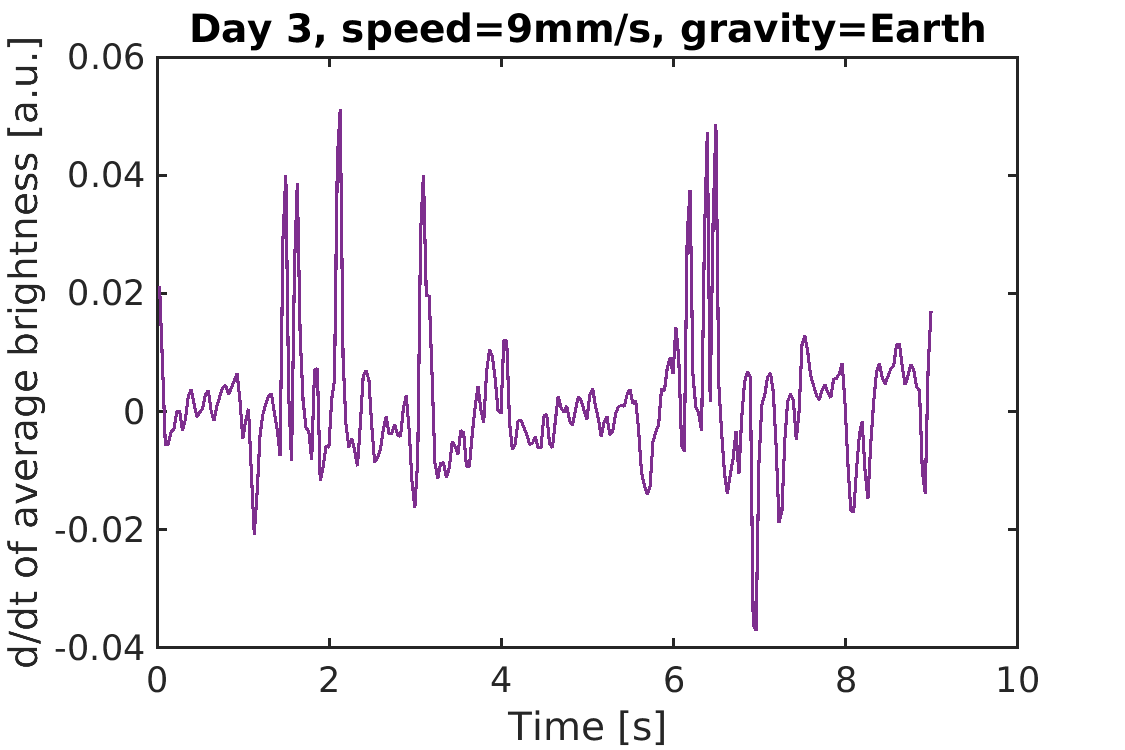 Day 3, speed=9mm/s, gravity=Earth
d/dt of average brightness [a.u.]
0.06
0.04
0.02
0
-0.02
-0.04
0 2 4 6 8 10
Time [s]